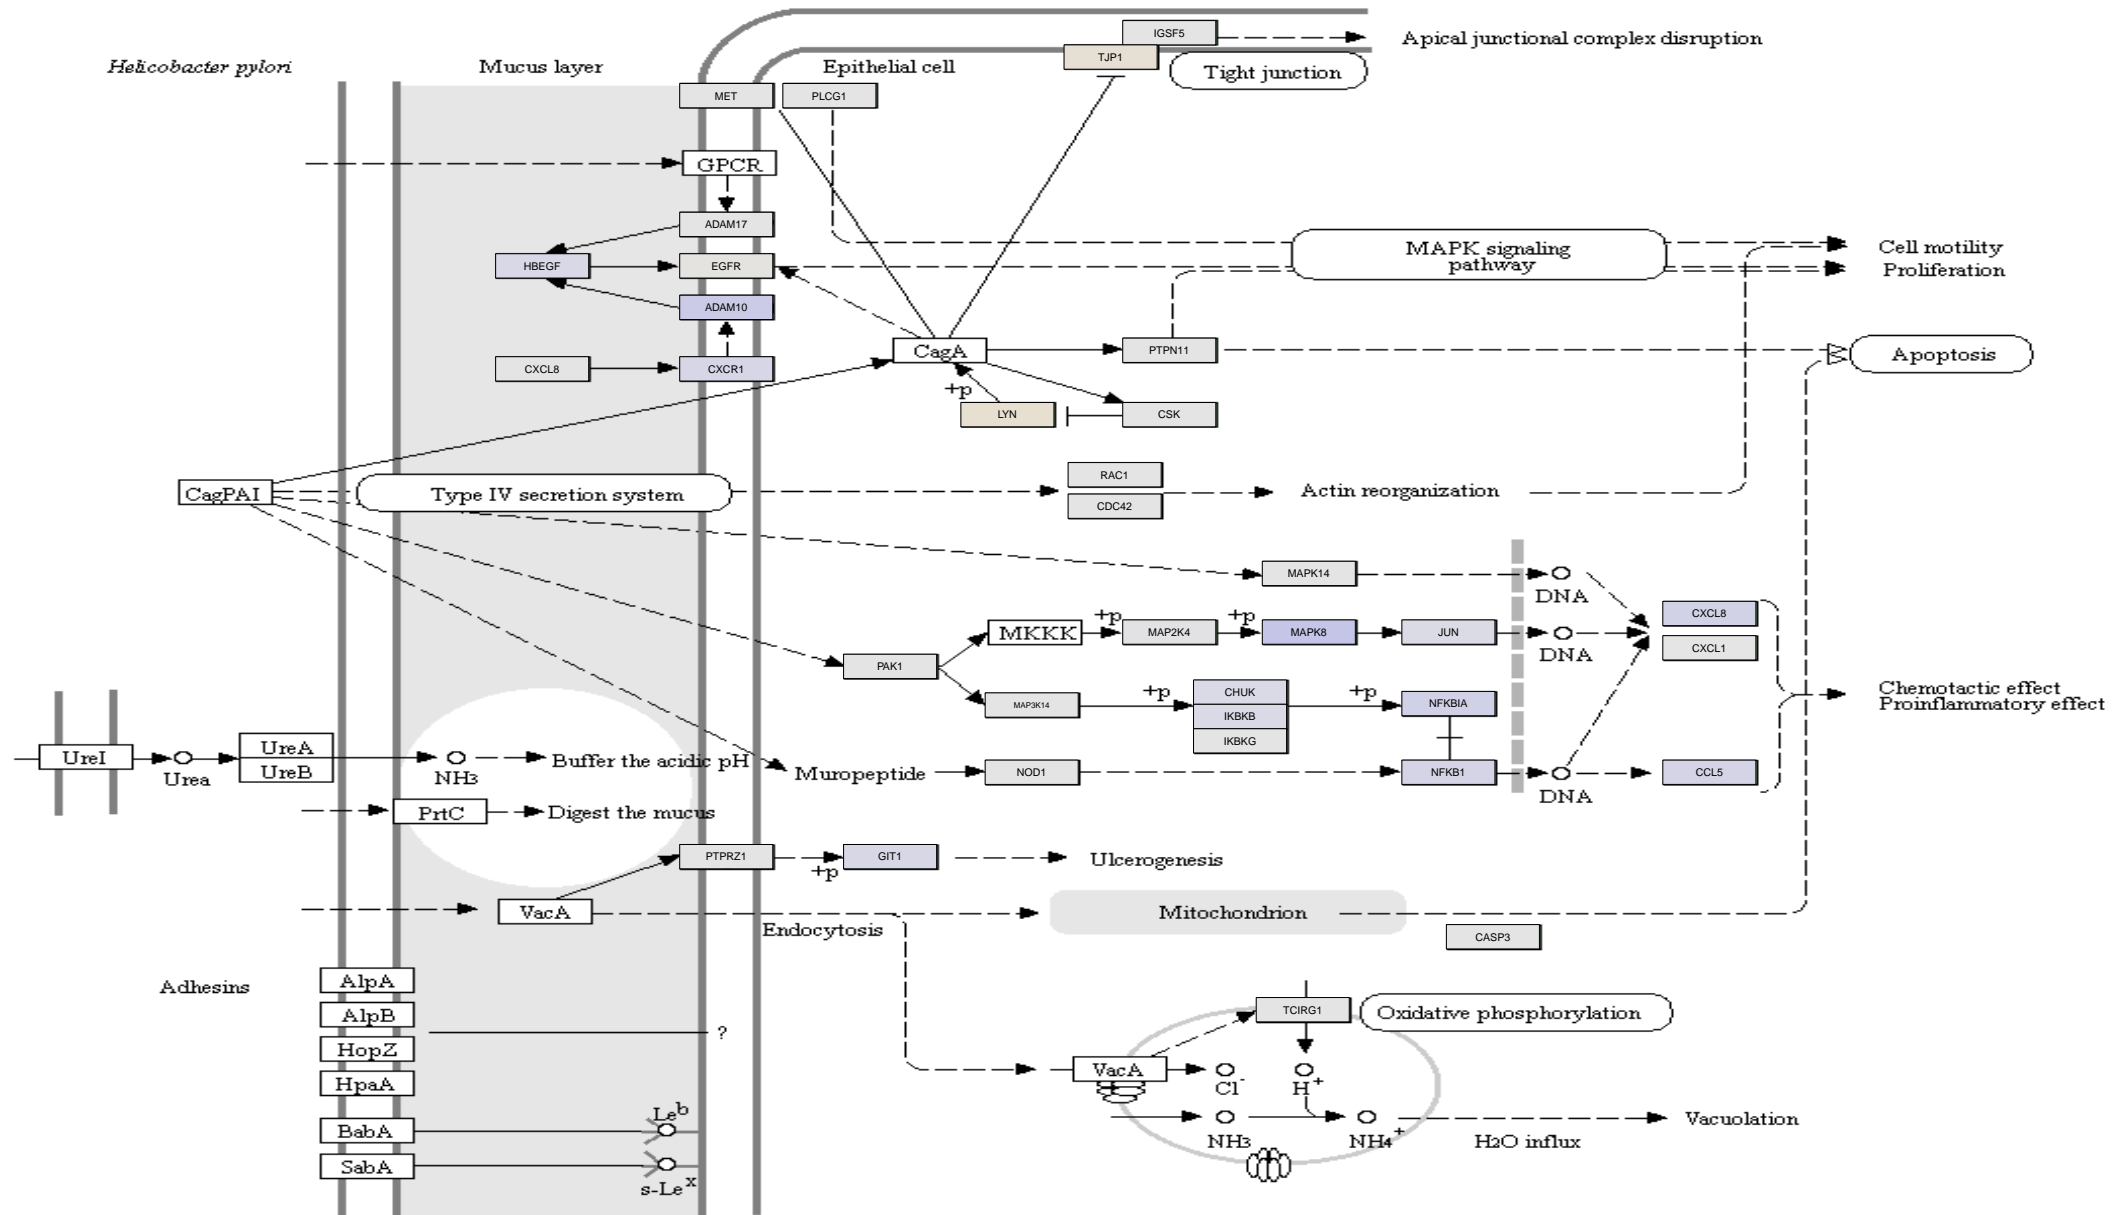 IGSF5
Apical junctional complex disruption
TJP1
Helicobacter pylori
Mucus layer
Epithelial cell
Tight junction
MET
PLCG1
GPCR
ADAM17
MAPK signaling
pathway
Cell motility
HBEGF
EGFR
Proliferation
ADAM10
CagA
PTPN11
Apoptosis
CXCL8
CXCR1
+p
LYN
CSK
RAC1
CagPAI
Type IV secretion system
Actin reorganization
CDC42
MAPK14
DNA
CXCL8
+p
+p
MKKK
MAP2K4
MAPK8
JUN
DNA
CXCL1
PAK1
+p
CHUK
+p
Chemotactic effect
Proinflammatory effect
MAP3K14
IKBKB
NFKBIA
IKBKG
UreI
Urea
UreA
UreB
NH3
Buffer the acidic pH
Muropeptide
NOD1
NFKB1
DNA
CCL5
PrtC
Digest the mucus
PTPRZ1
+p
GIT1
Ulcerogenesis
VacA
Endocytosis
Mitochondrion
CASP3
Adhesins
AlpA
AlpB
HopZ
HpaA
BabA
SabA
?
Leb
s-Lex
TCIRG1
Oxidative phosphorylation
VacA
Cl-
H+
NH3
NH4+
H2O influx
Vacuolation